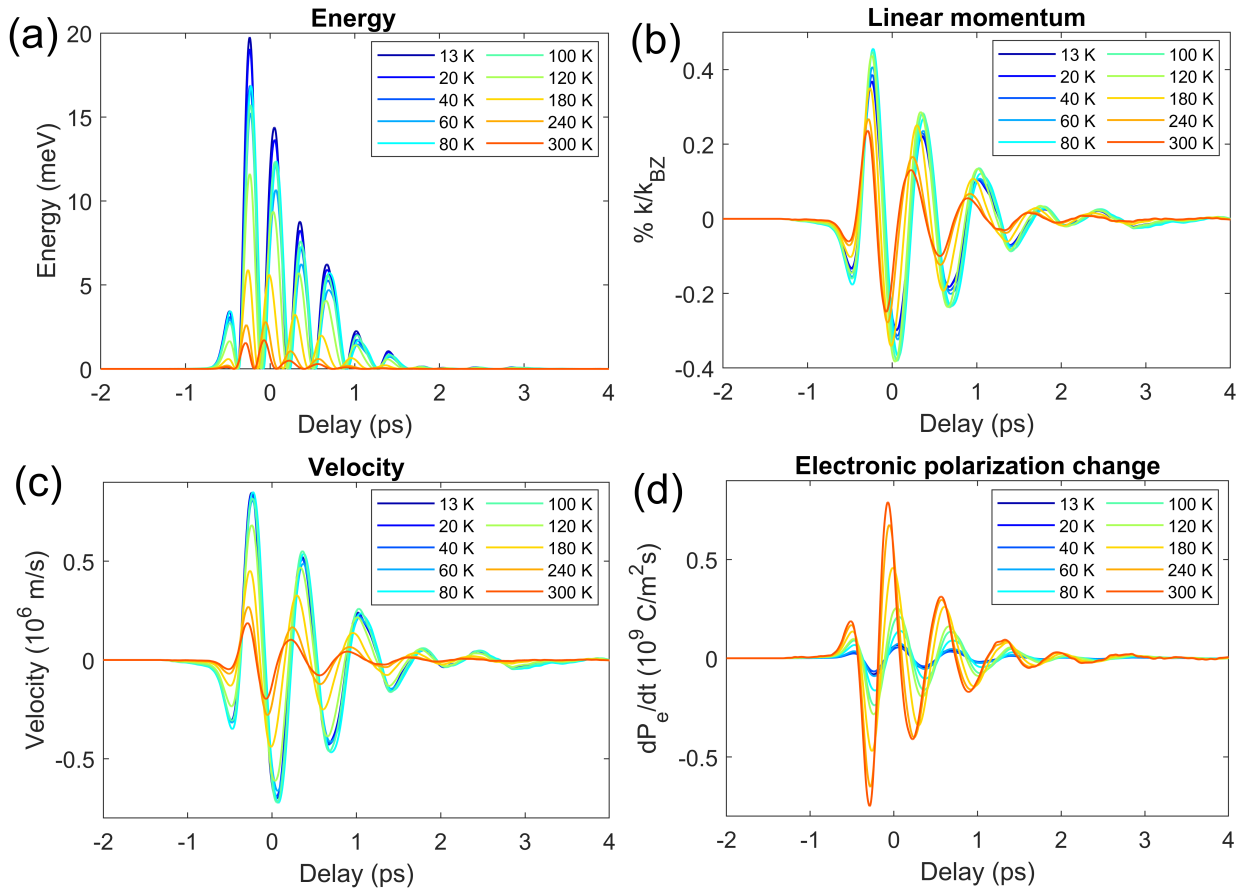 (a)
Energy
Energy (meV)
20
15
10
5
0
13 K 100 K
20 K 120 K
40 K 180 K
60 K 240 K
80 K 300 K
-2 -1 0 1 2 3 4
Delay (ps)
(b)
Linear momentum
% k/k_BZ
0.4
0.2
0
-0.2
-0.4
13 K 100 K
20 K 120 K
40 K 180 K
60 K 240 K
80 K 300 K
-2 -1 0 1 2 3 4
Delay (ps)
(c)
Velocity
Velocity (10^6 m/s)
0.5
0
-0.5
13 K 100 K
20 K 120 K
40 K 180 K
60 K 240 K
80 K 300 K
-2 -1 0 1 2 3 4
Delay (ps)
(d)
Electronic polarization change
dP_e/dt (10^9 C/m^2s)
0.5
0
-0.5
13 K 100 K
20 K 120 K
40 K 180 K
60 K 240 K
80 K 300 K
-2 -1 0 1 2 3 4
Delay (ps)